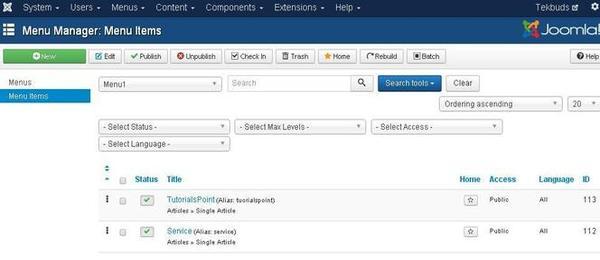 System Users Menus Content Components Extensions Help Tekbuds
Menu Manager: Menu Items Joomla!
New Edit Publish Unpublish Check In Trash Home Rebuild Batch Help
Menus Menu1 Search Search tools Clear
Menu Items
Ordering ascending 20
- Select Status - - Select Max Levels - - Select Access -
- Select Language -
Status Title Home Access Language ID
TutorialsPoint (Alias: tuorialspoint) Public All 113
Articles » Single Article
Service (Alias: service) Public All 112
Articles » Single Article